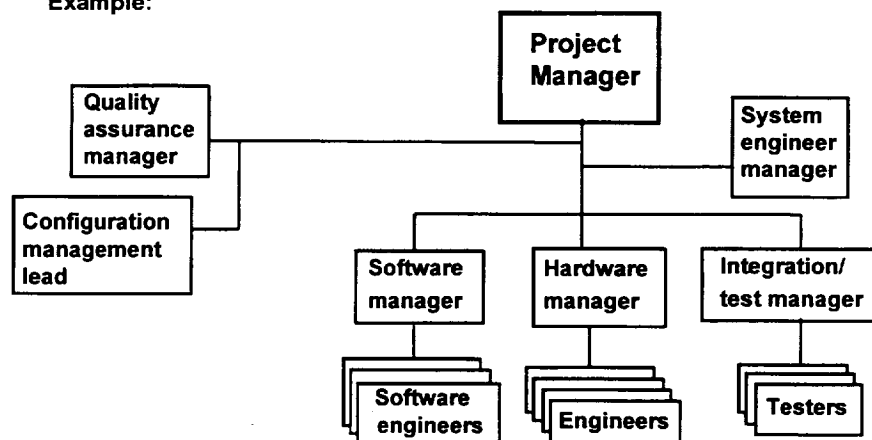 Example:
Project
Manager
Quality
assurance
manager
System
engineer
manager
Configuration
management
lead
Software
manager
Hardware
manager
Integration/
test manager
Software
engineers
Engineers
Testers